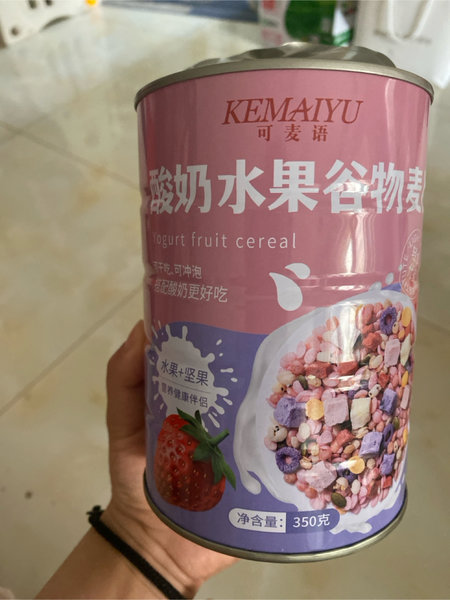 KEMAIYU
可麦语
酸奶水果谷物麦
Yogurt fruit cereal
可干吃、可冲泡
搭配酸奶更好吃
水果+坚果
营养健康伴侣
净含量: 350克